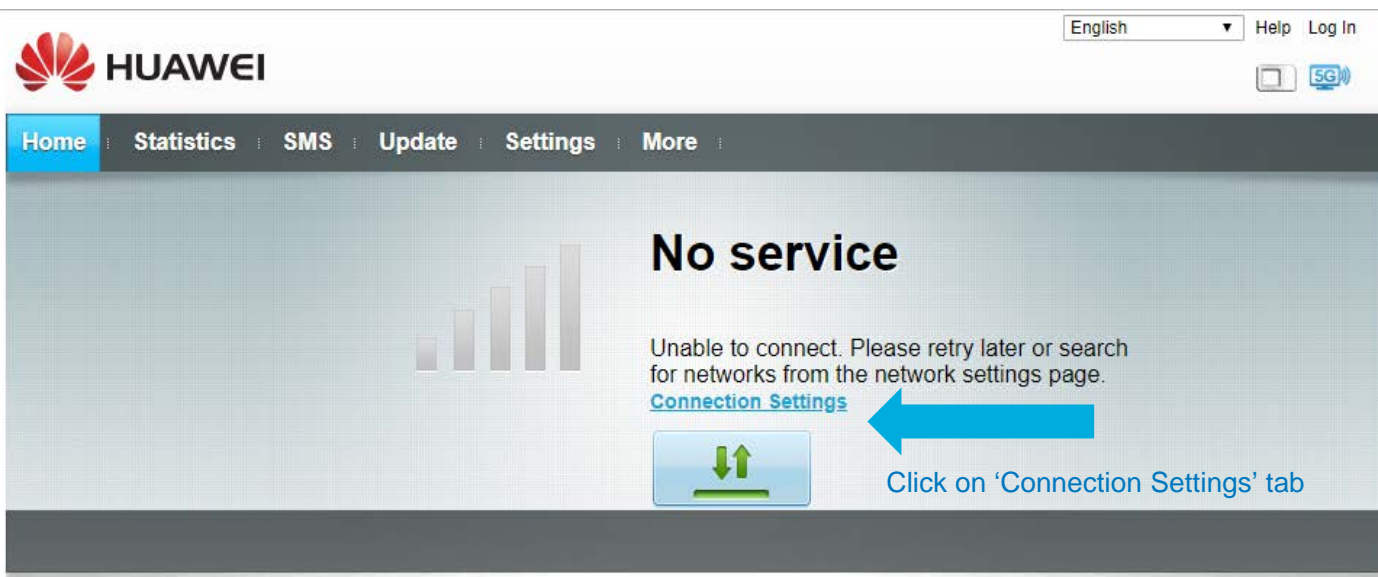 English ▼ Help Log In
HUAWEI
5G
Home Statistics SMS Update Settings More
No service
Unable to connect. Please retry later or search
for networks from the network settings page.
Connection Settings
Click on ‘Connection Settings’ tab